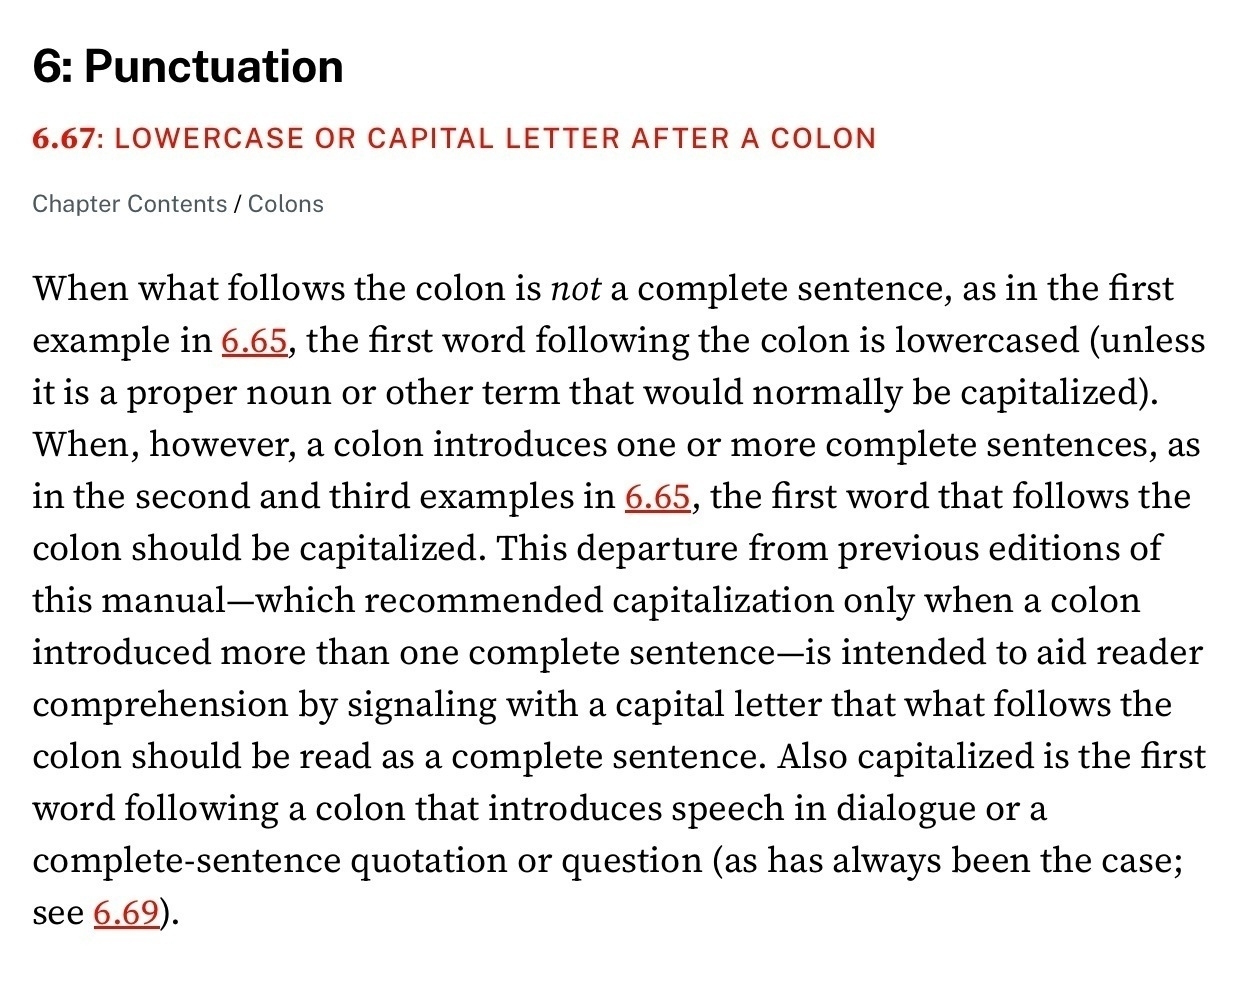 6: Punctuation
6.67: LOWERCASE OR CAPITAL LETTER AFTER A COLON
Chapter Contents / Colons
When what follows the colon is not a complete sentence, as in the first
example in 6.65, the first word following the colon is lowercased (unless
it is a proper noun or other term that would normally be capitalized).
When, however, a colon introduces one or more complete sentences, as
in the second and third examples in 6.65, the first word that follows the
colon should be capitalized. This departure from previous editions of
this manual—which recommended capitalization only when a colon
introduced more than one complete sentence—is intended to aid reader
comprehension by signaling with a capital letter that what follows the
colon should be read as a complete sentence. Also capitalized is the first
word following a colon that introduces speech in dialogue or a
complete-sentence quotation or question (as has always been the case;
see 6.69).